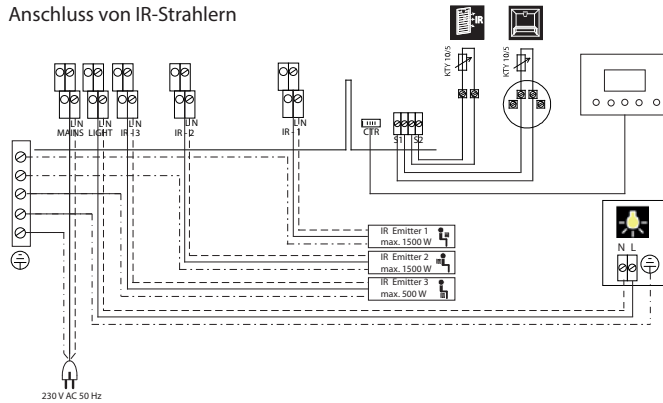 Anschluss von IR-Strahlern
IR
KTY 10/5
KTY 10/5
L N
MAINS
L N
LIGHT
L N
IR - 3
L N
IR - 2
L N
IR - 1
CTR
S1
S2
IR Emitter 1
max. 1500 W
IR Emitter 2
max. 1500 W
IR Emitter 3
max. 500 W
N L
230 V AC 50 Hz